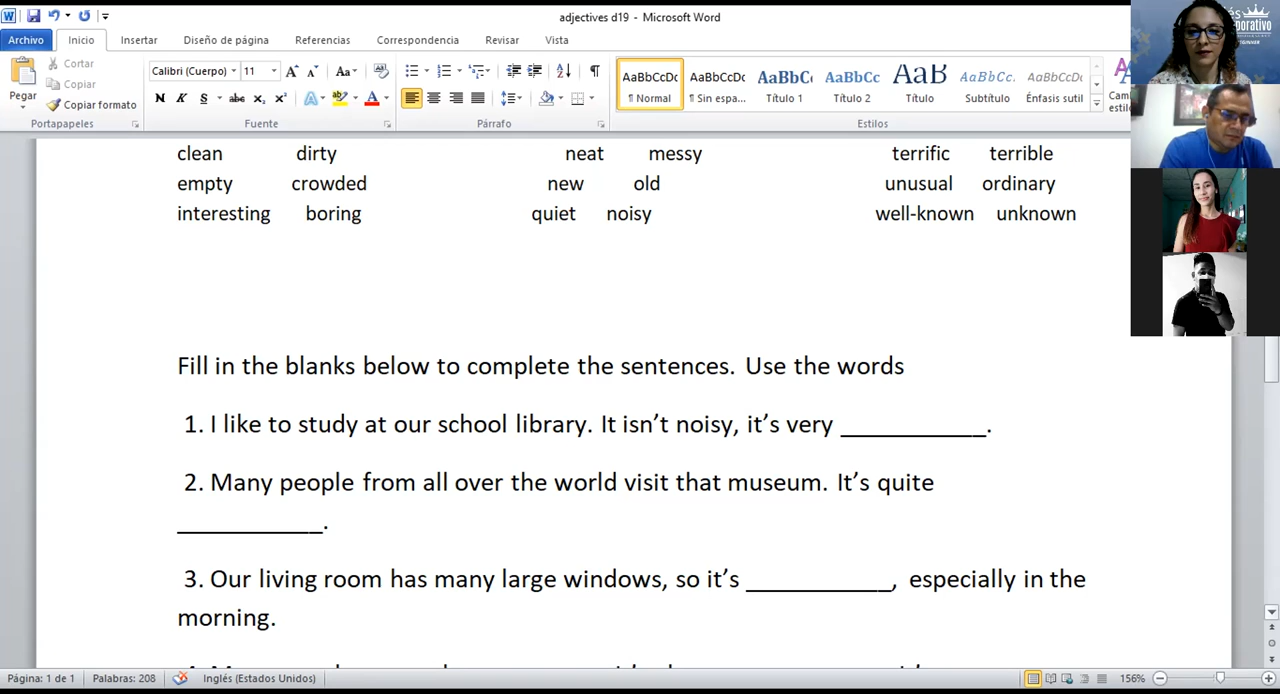 adjectives d19 - Microsoft Word
Archivo Inicio Insertar Diseño de página Referencias Correspondencia Revisar Vista
Pegar
Cortar
Copiar
Copiar formato
Portapapeles
Calibri (Cuerpo) 11
N K S abc x₂ x²
Fuente
Párrafo
AaBbCcDc AaBbCcDc AaBbC AaBbCc AaB AaBbCc. AaBbCcDc
¶ Normal ¶ Sin espa... Título 1 Título 2 Título Subtítulo Énfasis sutil
Estilos
clean dirty neat messy terrific terrible
empty crowded new old unusual ordinary
interesting boring quiet noisy well-known unknown
Fill in the blanks below to complete the sentences. Use the words
1. I like to study at our school library. It isn’t noisy, it’s very ___________.
2. Many people from all over the world visit that museum. It’s quite
___________.
3. Our living room has many large windows, so it’s ___________, especially in the
morning.
Página: 1 de 1 Palabras: 208 Inglés (Estados Unidos) 156%